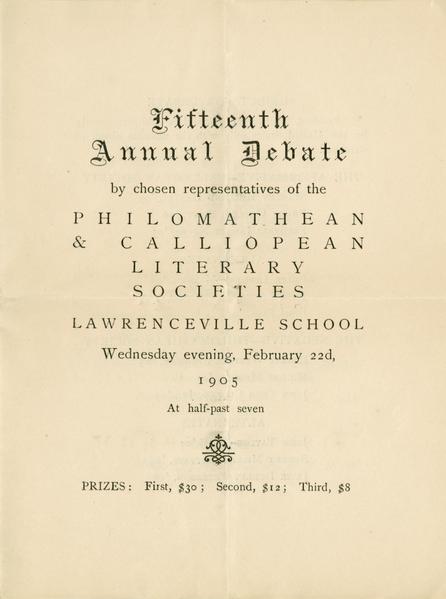 Fifteenth
Annual Debate
by chosen representatives of the
PHILOMATHEAN
& CALLIOPEAN
LITERARY
SOCIETIES
LAWRENCEVILLE SCHOOL
Wednesday evening, February 22d,
1905
At half-past seven
PRIZES: First, $30; Second, $12; Third, $8